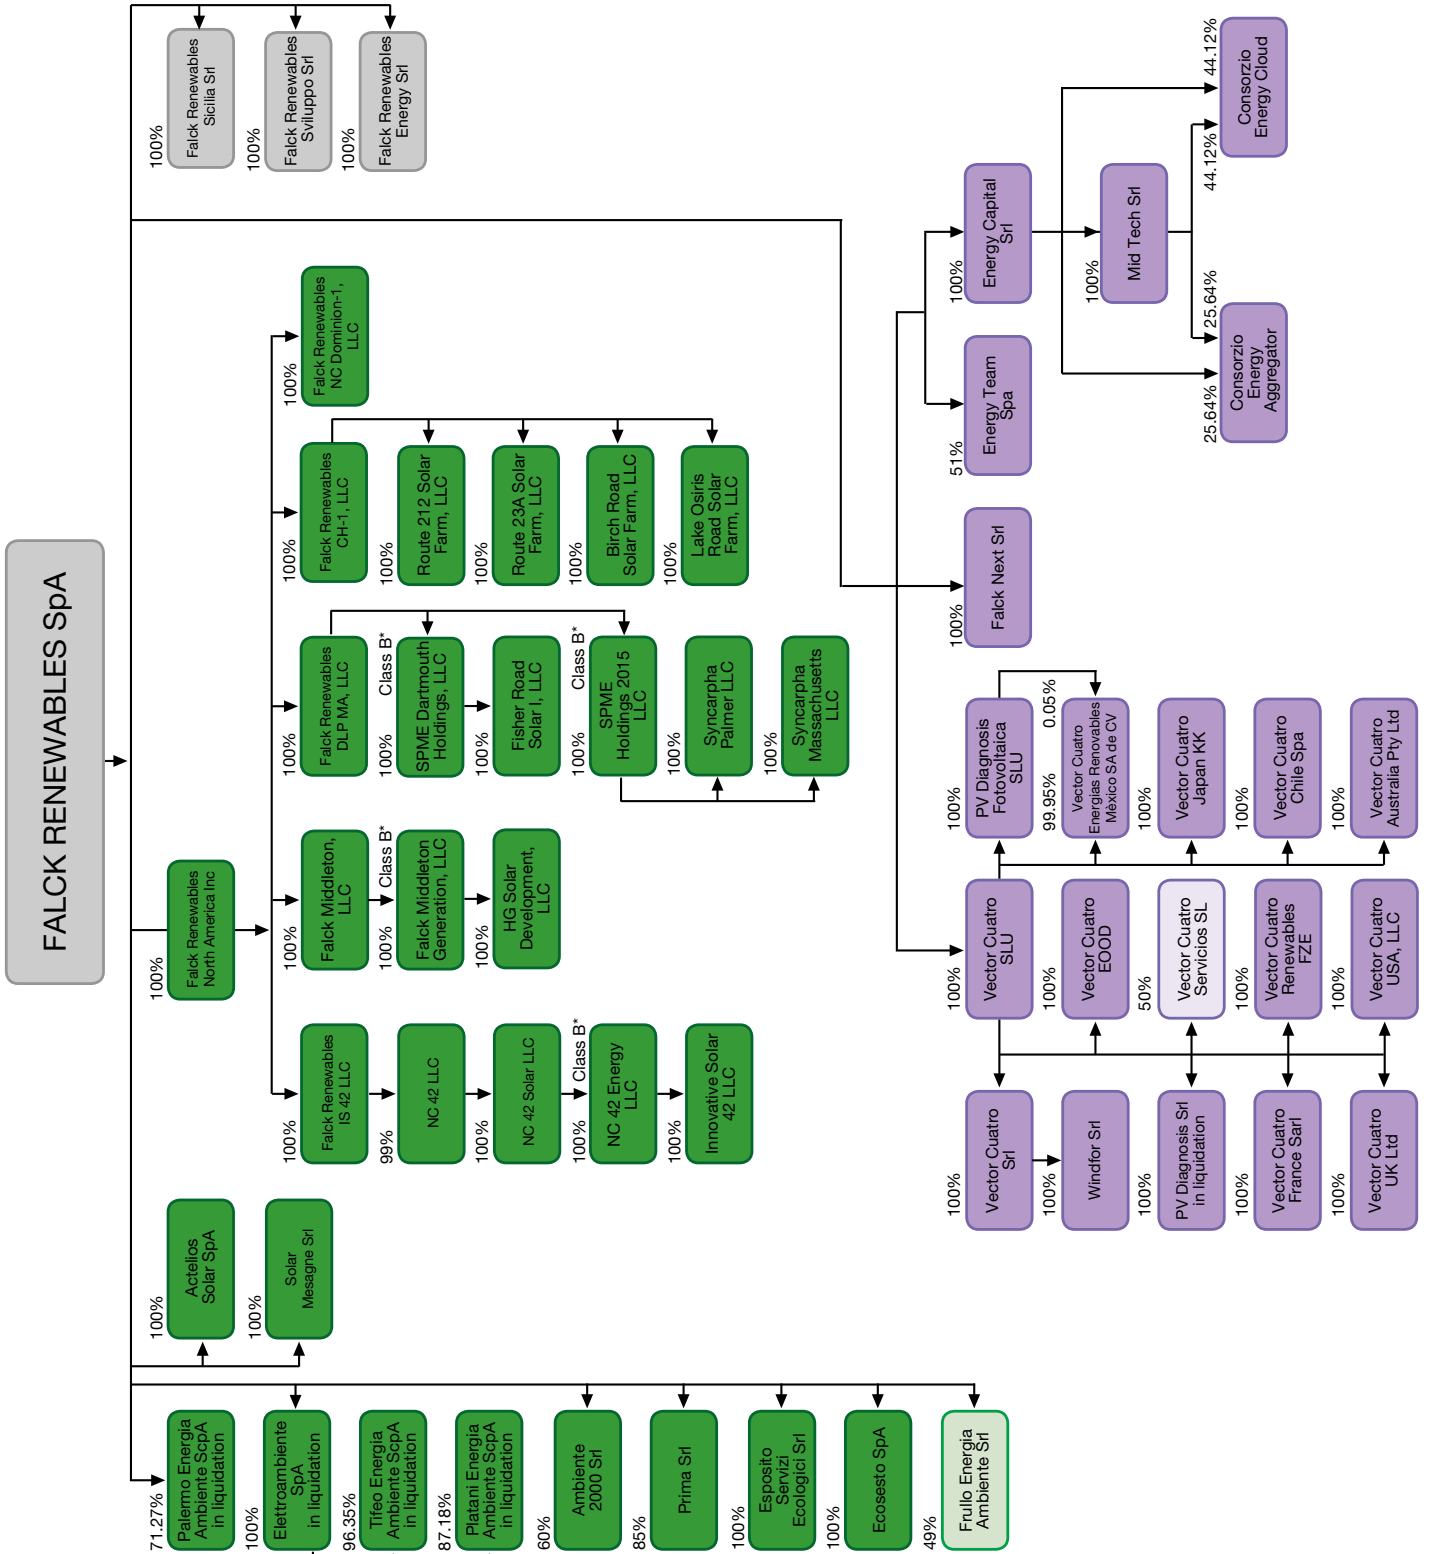 FALCK RENEWABLES SpA
71.27%
Palermo Energia
Ambiente ScpA
in liquidation
100%
Elettroambiente
SpA
in liquidation
96.35%
Tifeo Energia
Ambiente ScpA
in liquidation
87.18%
Platani Energia
Ambiente ScpA
in liquidation
60%
Ambiente
2000 Srl
85%
Prima Srl
100%
Esposito
Servizi
Ecologici Srl
100%
Ecosesto SpA
49%
Frullo Energia
Ambiente Srl
100%
Actelios
Solar SpA
100%
Solar
Mesagne Srl
100%
Falck Renewables
North America Inc
100%
Falck Renewables
IS 42 LLC
99%
NC 42 LLC
100%
NC 42 Solar LLC
100%
Class B*
NC 42 Energy
LLC
100%
Innovative Solar
42 LLC
100%
Falck Middleton,
LLC
100%
Class B*
Falck Middleton
Generation, LLC
100%
HG Solar
Development,
LLC
100%
Falck Renewables
DLP MA, LLC
100%
Class B*
SPME Dartmouth
Holdings, LLC
100%
Fisher Road
Solar I, LLC
100%
Class B*
SPME
Holdings 2015
LLC
100%
Syncarpha
Palmer LLC
100%
Syncarpha
Massachusetts
LLC
100%
Falck Renewables
CH-1, LLC
100%
Route 212 Solar
Farm, LLC
100%
Route 23A Solar
Farm, LLC
100%
Birch Road
Solar Farm, LLC
100%
Lake Osiris
Road Solar
Farm, LLC
100%
Falck Renewables
NC Dominion-1,
LLC
100%
Falck Renewables
Sicilia Srl
100%
Falck Renewables
Sviluppo Srl
100%
Falck Renewables
Energy Srl
100%
Vector Cuatro
Srl
100%
Windfor Srl
100%
PV Diagnosis Srl
in liquidation
100%
Vector Cuatro
France Sarl
100%
Vector Cuatro
UK Ltd
100%
Vector Cuatro
SLU
100%
Vector Cuatro
EOOD
50%
Vector Cuatro
Servicios SL
100%
Vector Cuatro
Renewables
FZE
100%
Vector Cuatro
USA, LLC
100%
PV Diagnosis
Fotovoltaica
SLU
99.95%
0.05%
Vector Cuatro
Energias Renovables
Mèxico SA de CV
100%
Vector Cuatro
Japan KK
100%
Vector Cuatro
Chile Spa
100%
Vector Cuatro
Australia Pty Ltd
100%
Falck Next Srl
51%
Energy Team
Spa
100%
Energy Capital
Srl
100%
Mid Tech Srl
25.64%
25.64%
Consorzio
Energy
Aggregator
44.12%
44.12%
Consorzio
Energy Cloud